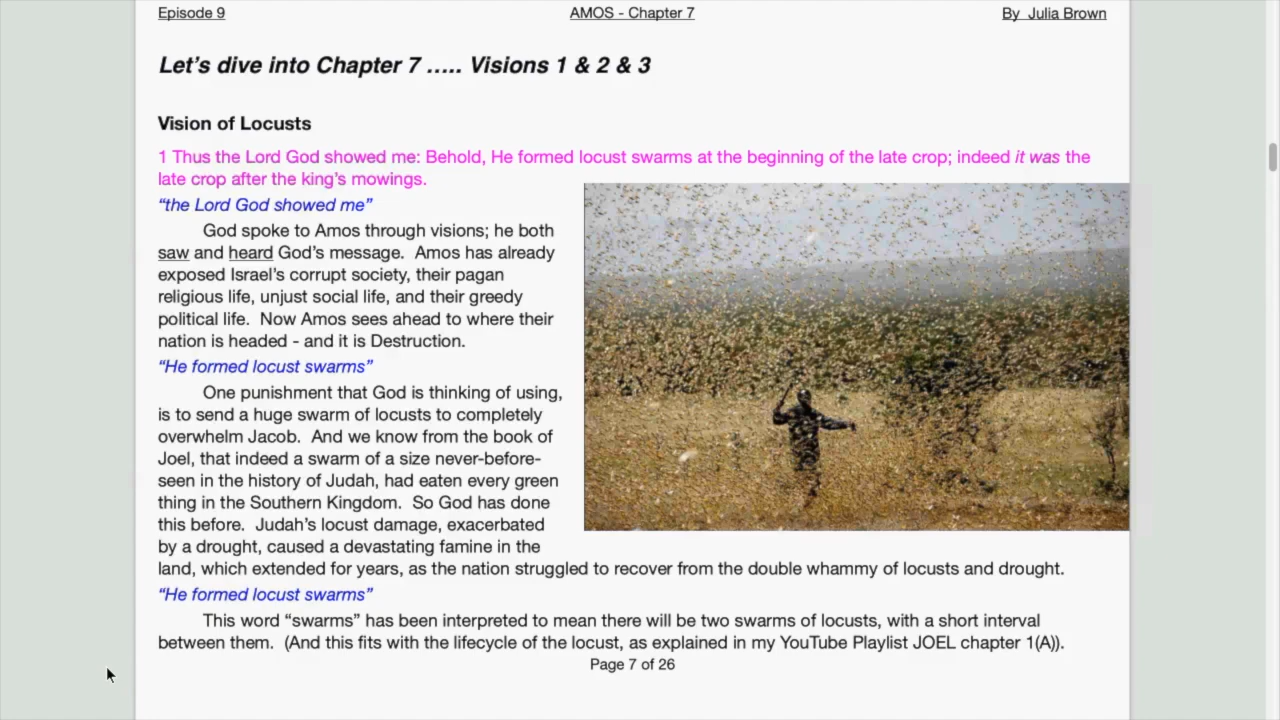 Episode 9 AMOS - Chapter 7 By Julia Brown
Let's dive into Chapter 7 ..... Visions 1 & 2 & 3
Vision of Locusts
1 Thus the Lord God showed me: Behold, He formed locust swarms at the beginning of the late crop; indeed it was the
late crop after the king's mowings.
“the Lord God showed me”
God spoke to Amos through visions; he both
saw and heard God's message. Amos has already
exposed Israel's corrupt society, their pagan
religious life, unjust social life, and their greedy
political life. Now Amos sees ahead to where their
nation is headed - and it is Destruction.
“He formed locust swarms”
One punishment that God is thinking of using,
is to send a huge swarm of locusts to completely
overwhelm Jacob. And we know from the book of
Joel, that indeed a swarm of a size never-before-
seen in the history of Judah, had eaten every green
thing in the Southern Kingdom. So God has done
this before. Judah's locust damage, exacerbated
by a drought, caused a devastating famine in the
land, which extended for years, as the nation struggled to recover from the double whammy of locusts and drought.
“He formed locust swarms”
This word “swarms” has been interpreted to mean there will be two swarms of locusts, with a short interval
between them. (And this fits with the lifecycle of the locust, as explained in my YouTube Playlist JOEL chapter 1(A)).
Page 7 of 26